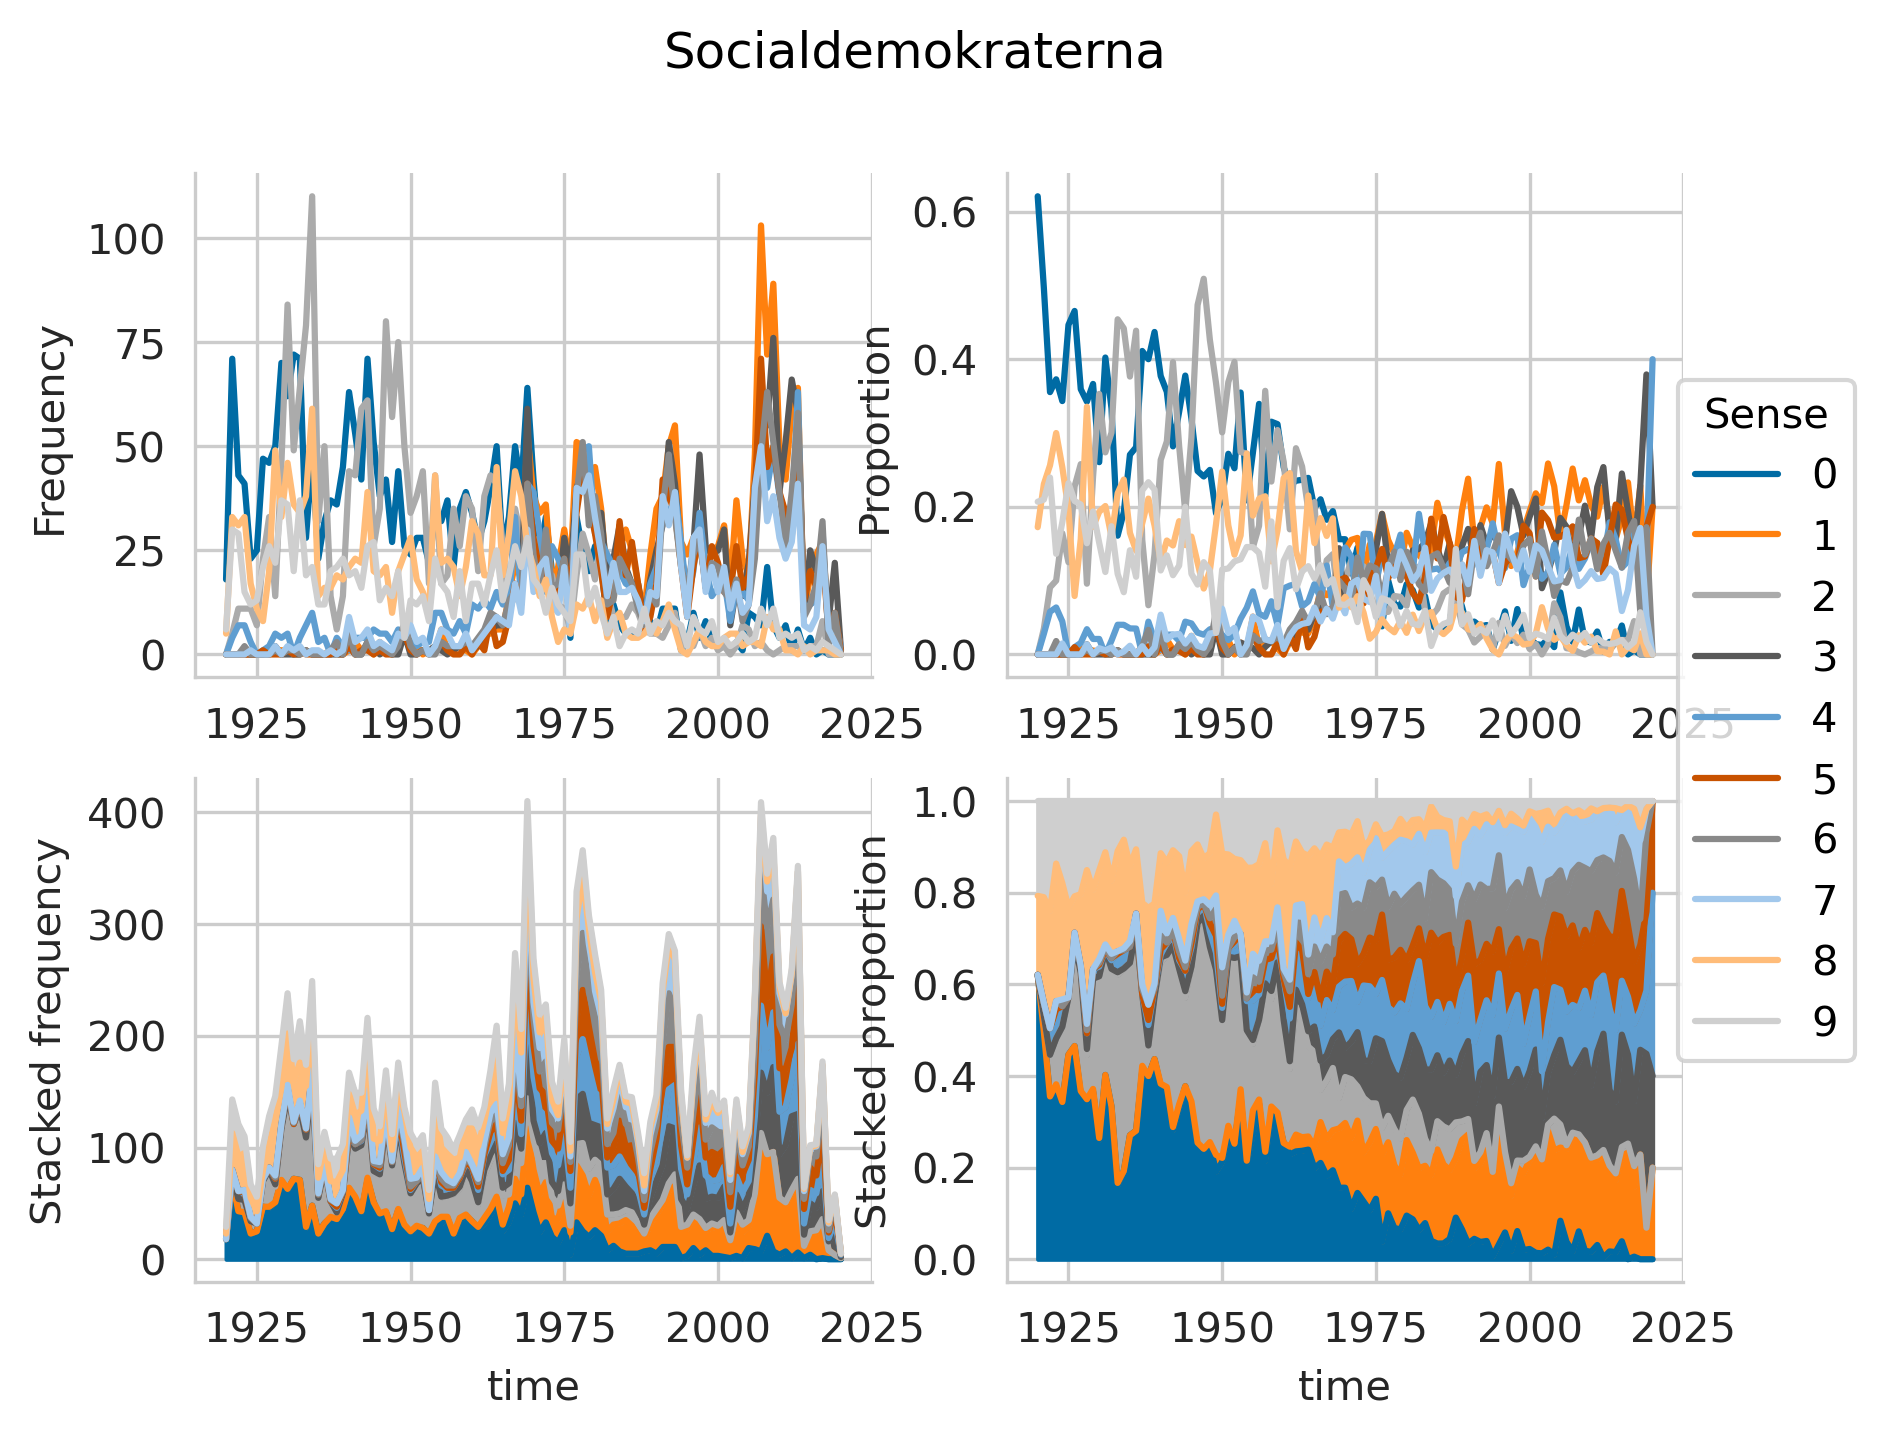 Socialdemokraterna
Frequency
100
75
50
25
0
1925 1950 1975 2000 2025
Proportion
0.6
0.4
0.2
0.0
1925 1950 1975 2000 2025
Sense
0
1
2
3
4
5
6
7
8
9
Stacked frequency
400
300
200
100
0
1925 1950 1975 2000 2025
time
Stacked proportion
1.0
0.8
0.6
0.4
0.2
0.0
1925 1950 1975 2000 2025
time